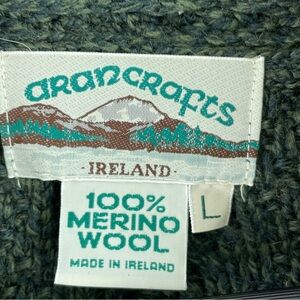 arancrafts
· IRELAND ·
100%
MERINO
WOOL
MADE IN IRELAND
L